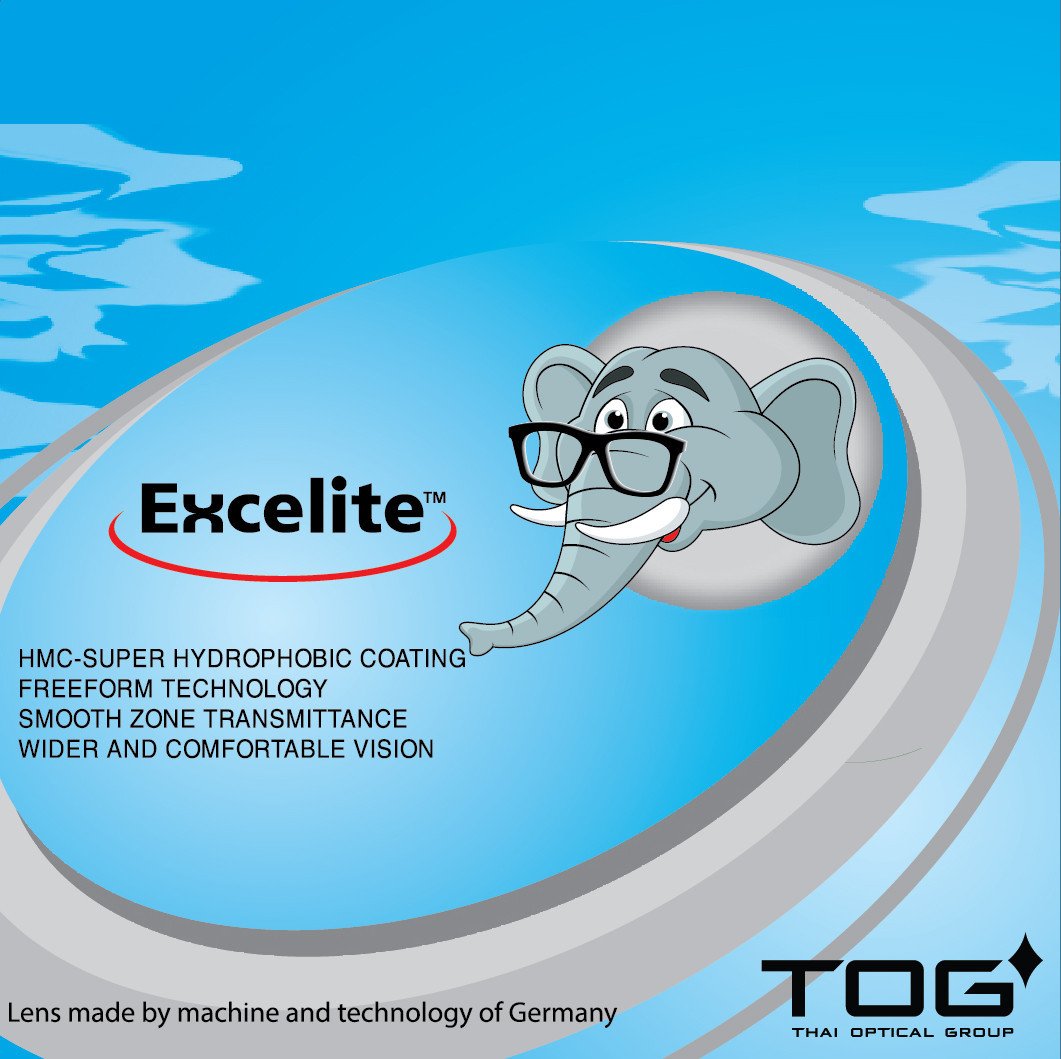 Excelite™
HMC-SUPER HYDROPHOBIC COATING
FREEFORM TECHNOLOGY
SMOOTH ZONE TRANSMITTANCE
WIDER AND COMFORTABLE VISION
Lens made by machine and technology of Germany
TOG
THAI OPTICAL GROUP